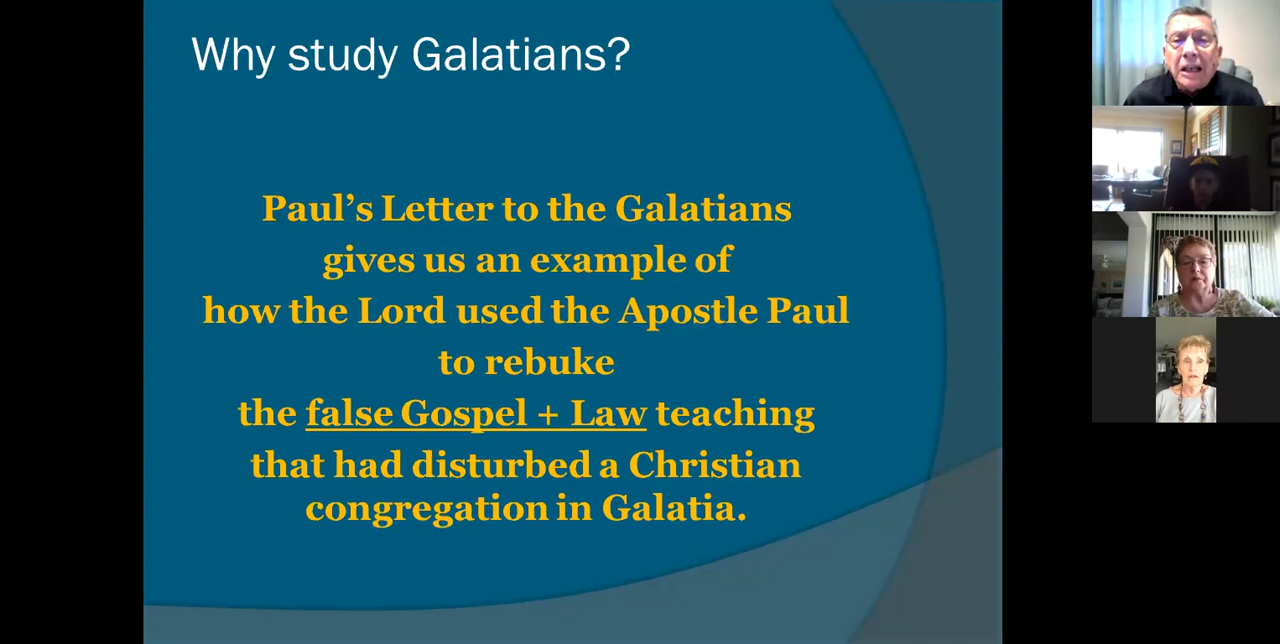 Why study Galatians?
Paul’s Letter to the Galatians
gives us an example of
how the Lord used the Apostle Paul
to rebuke
the false Gospel + Law teaching
that had disturbed a Christian
congregation in Galatia.